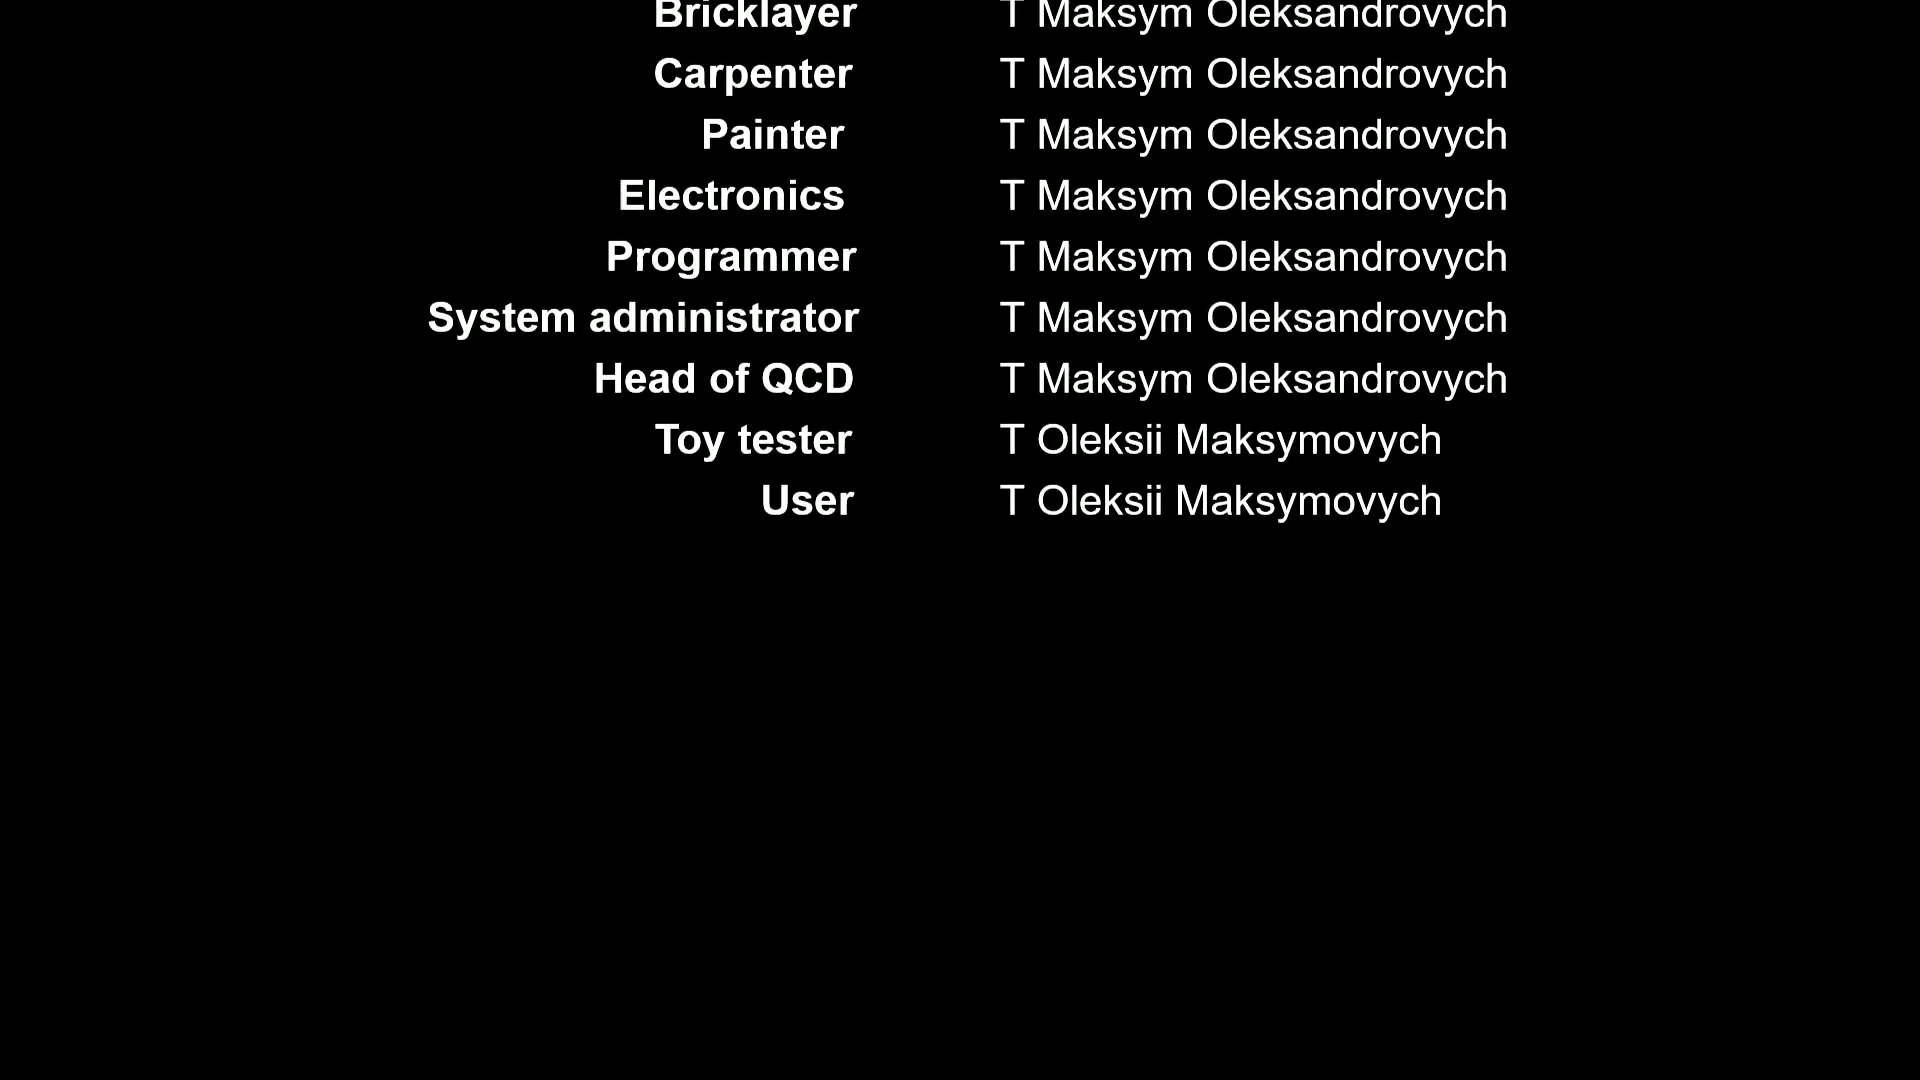 Bricklayer T Maksym Oleksandrovych
Carpenter T Maksym Oleksandrovych
Painter T Maksym Oleksandrovych
Electronics T Maksym Oleksandrovych
Programmer T Maksym Oleksandrovych
System administrator T Maksym Oleksandrovych
Head of QCD T Maksym Oleksandrovych
Toy tester T Oleksii Maksymovych
User T Oleksii Maksymovych